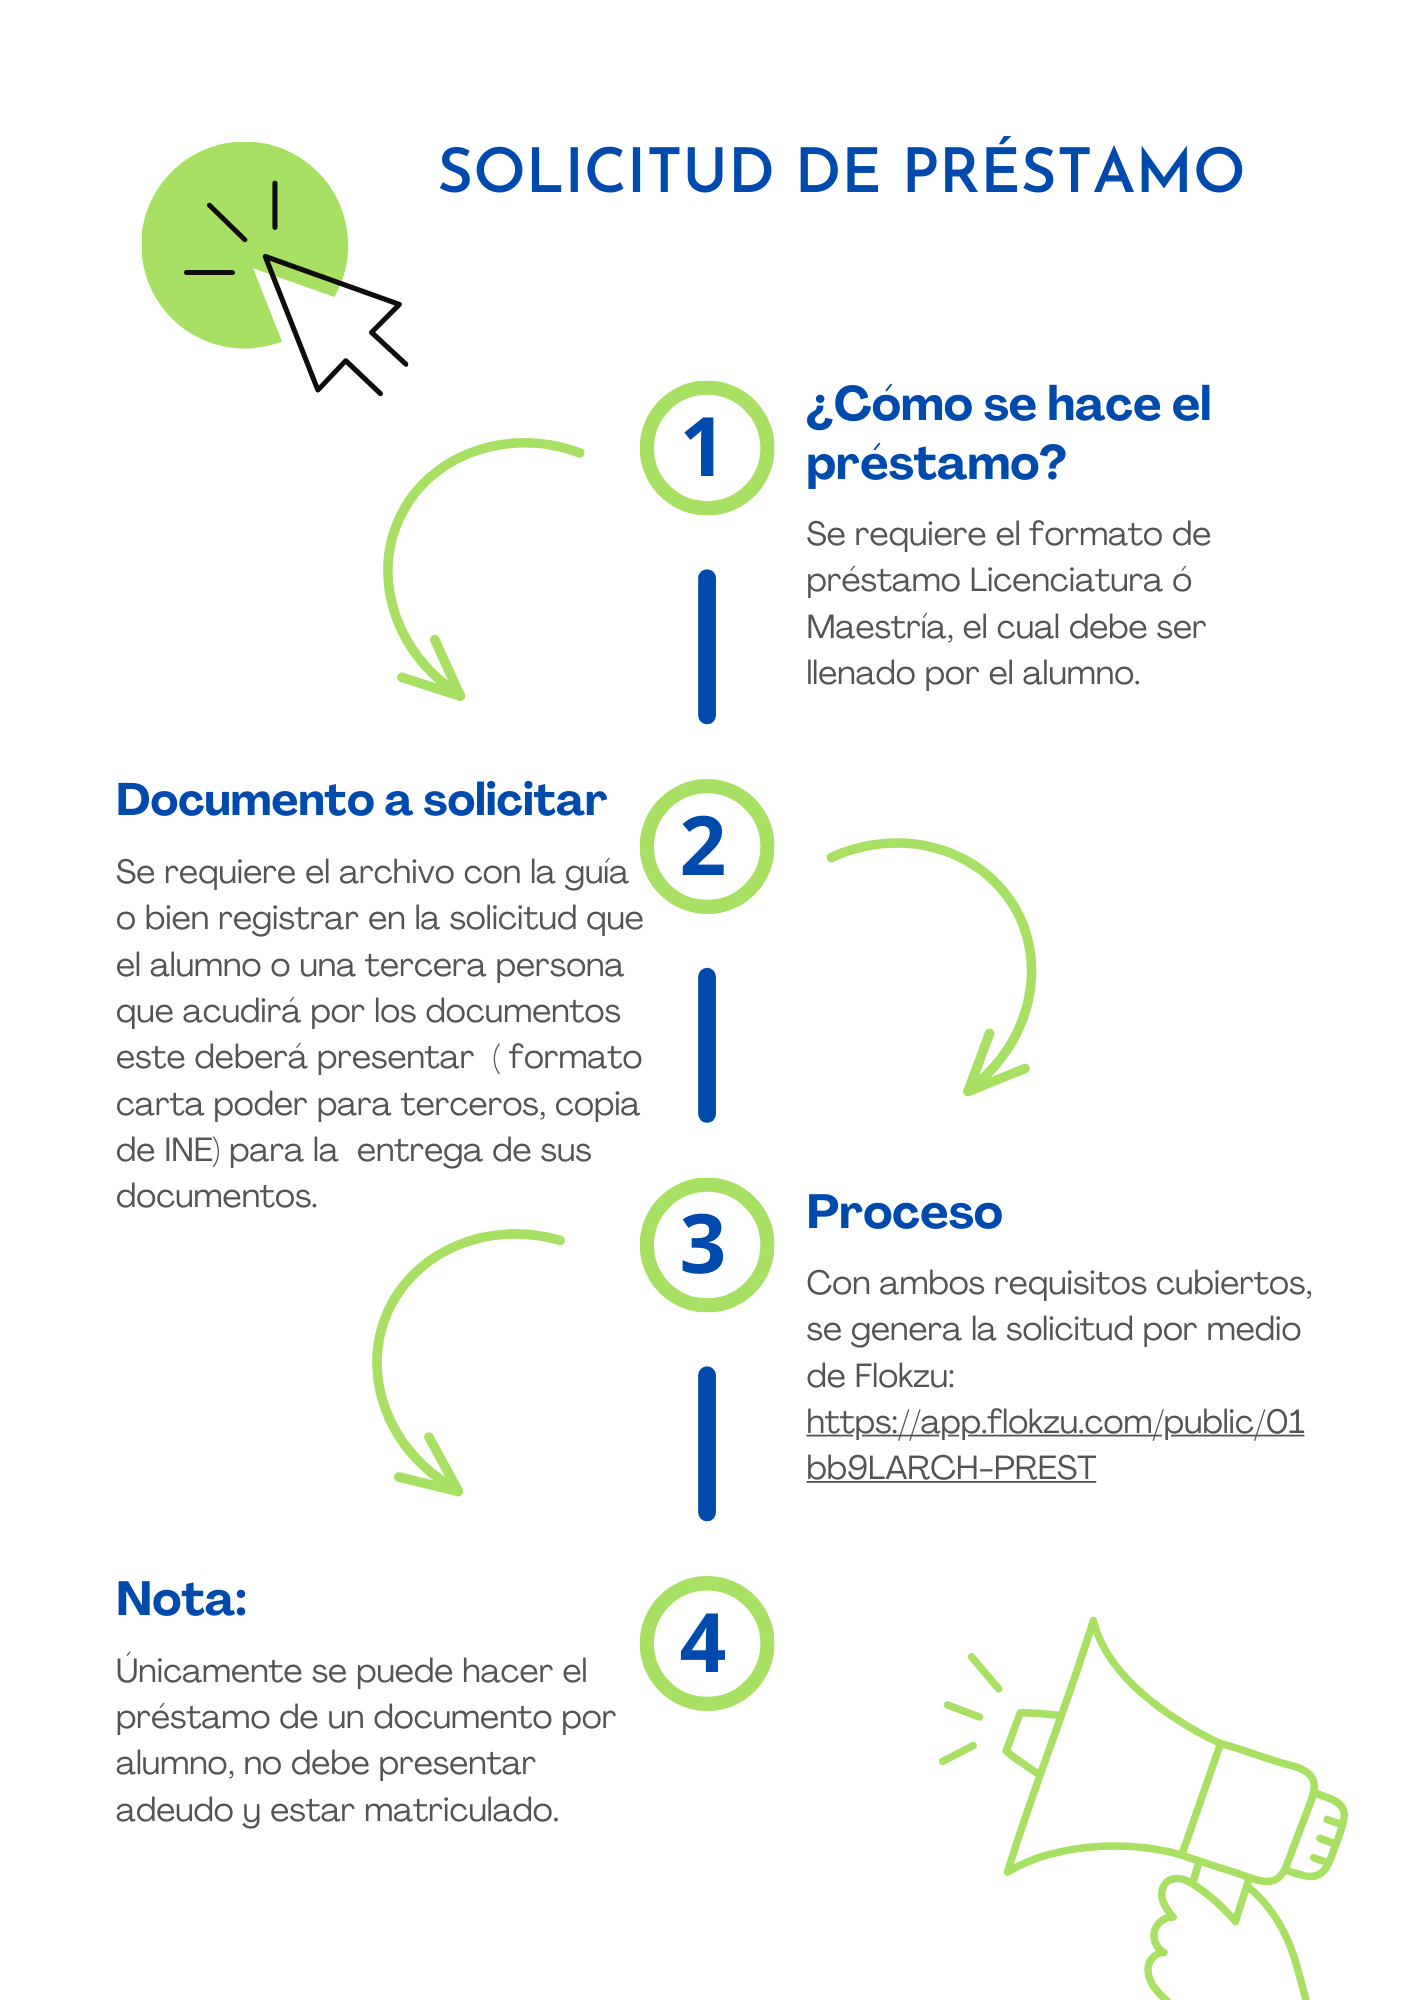 SOLICITUD DE PRÉSTAMO
1
¿Cómo se hace el
préstamo?
Se requiere el formato de
préstamo Licenciatura ó
Maestría, el cual debe ser
llenado por el alumno.
Documento a solicitar
2
Se requiere el archivo con la guía
o bien registrar en la solicitud que
el alumno o una tercera persona
que acudirá por los documentos
este deberá presentar ( formato
carta poder para terceros, copia
de INE) para la entrega de sus
documentos.
3
Proceso
Con ambos requisitos cubiertos,
se genera la solicitud por medio
de Flokzu:
https://app.flokzu.com/public/01
bb9LARCH-PREST
Nota:
4
Únicamente se puede hacer el
préstamo de un documento por
alumno, no debe presentar
adeudo y estar matriculado.